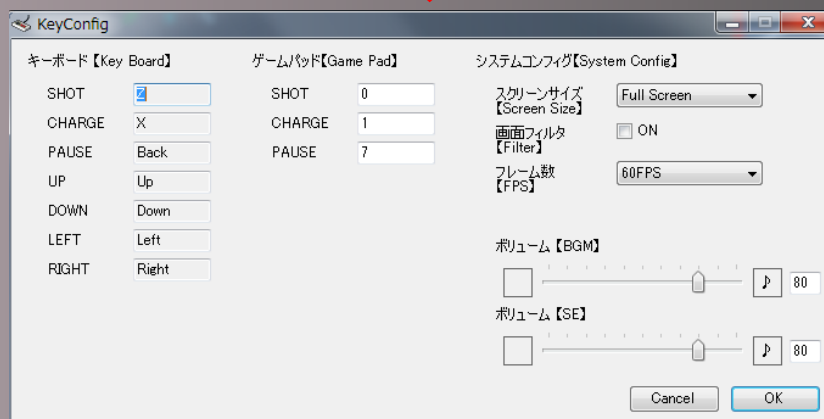 KeyConfig
キーボード【Key Board】
SHOT Z
CHARGE X
PAUSE Back
UP Up
DOWN Down
LEFT Left
RIGHT Right
ゲームパッド【Game Pad】
SHOT 0
CHARGE 1
PAUSE 7
システムコンフィグ【System Config】
スクリーンサイズ
【Screen Size】
Full Screen
画面フィルタ
【Filter】
ON
フレーム数
【FPS】
60FPS
ボリューム【BGM】
♪ 80
ボリューム【SE】
♪ 80
Cancel OK